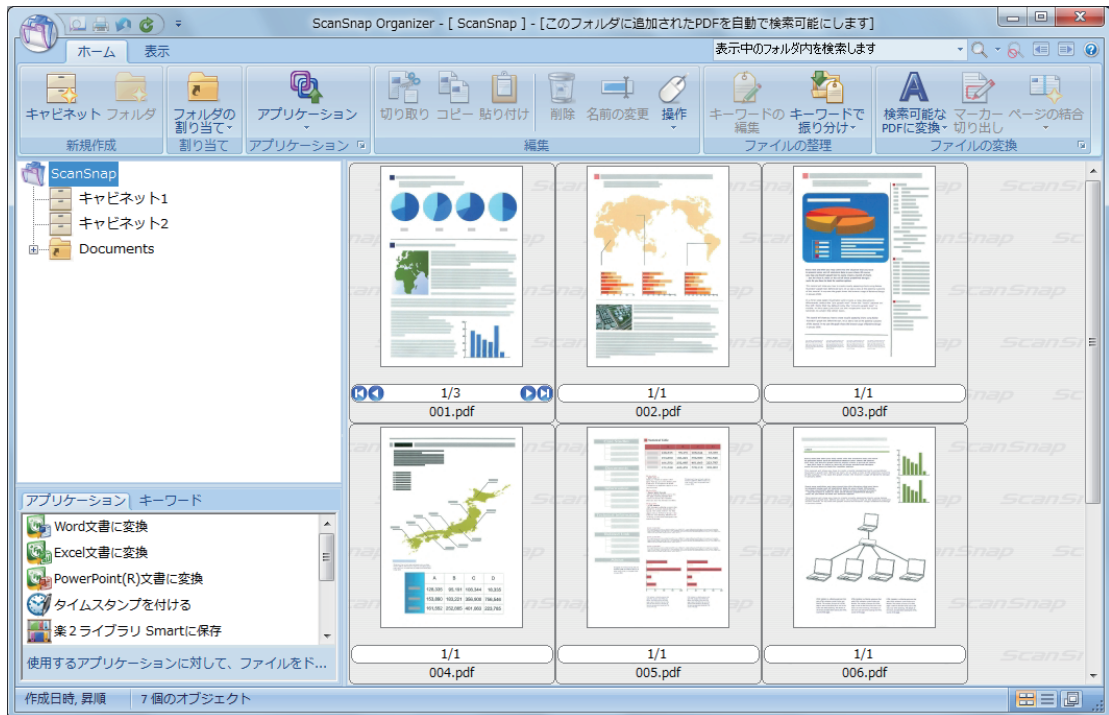 ScanSnap Organizer - [ ScanSnap ] - [このフォルダに追加されたPDFを自動で検索可能にします]
ホーム 表示
表示中のフォルダ内を検索します
キャビネット フォルダ
新規作成
フォルダの
割り当て
割り当て
アプリケーション
アプリケーション
切り取り コピー 貼り付け 削除 名前の変更 操作
編集
キーワードの キーワードで
編集 振り分け
ファイルの整理
検索可能な マーカー ページの結合
PDFに変換 切り出し
ファイルの変換
ScanSnap
キャビネット1
キャビネット2
Documents
1/3
001.pdf
1/1
002.pdf
1/1
003.pdf
A B C D
1/1
004.pdf
1/1
005.pdf
1/1
006.pdf
アプリケーション キーワード
Word文書に変換
Excel文書に変換
PowerPoint(R)文書に変換
タイムスタンプを付ける
楽2ライブラリ Smartに保存
使用するアプリケーションに対して、ファイルをド...
作成日時, 昇順 7 個のオブジェクト